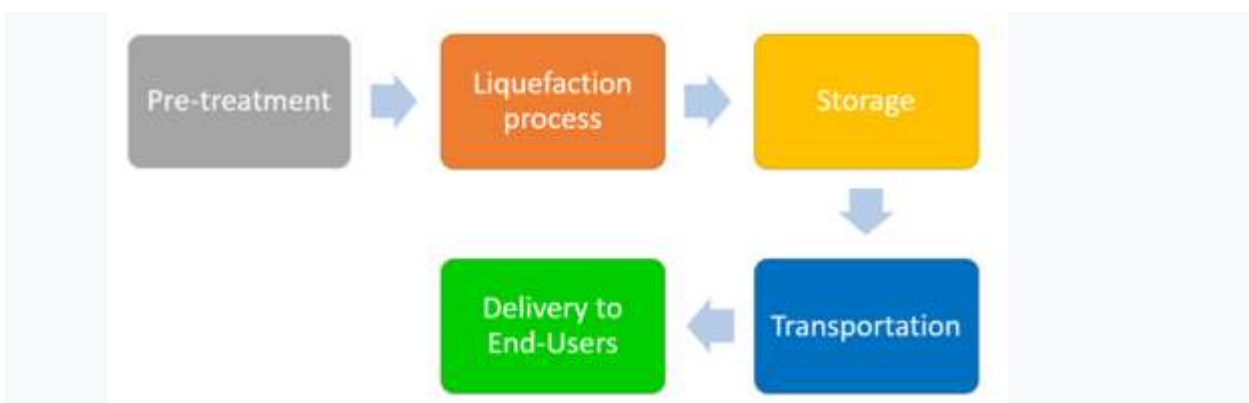 Pre-treatment
Liquefaction
process
Storage
Delivery to
End-Users
Transportation